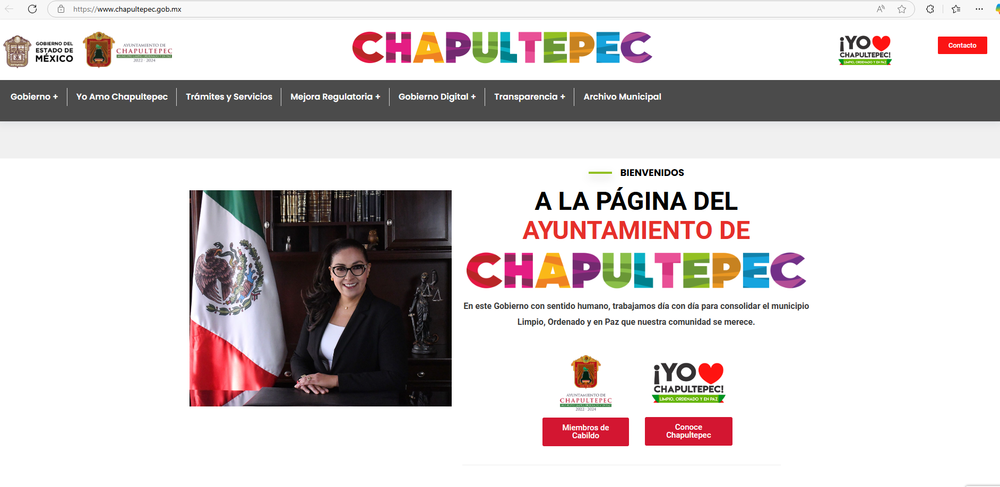 https://www.chapultepec.gob.mx
GOBIERNO DEL
ESTADO DE
MÉXICO
AYUNTAMIENTO DE
CHAPULTEPEC
MUNICIPIO LIMPIO, ORDENADO Y EN PAZ
2022 - 2024
CHAPULTEPEC
¡YO
CHAPULTEPEC!
LIMPIO, ORDENADO Y EN PAZ
Contacto
Gobierno +
Yo Amo Chapultepec
Trámites y Servicios
Mejora Regulatoria +
Gobierno Digital +
Transparencia +
Archivo Municipal
BIENVENIDOS
A LA PÁGINA DEL
AYUNTAMIENTO DE
CHAPULTEPEC
En este Gobierno con sentido humano, trabajamos día con día para consolidar el municipio
Limpio, Ordenado y en Paz que nuestra comunidad se merece.
AYUNTAMIENTO DE
CHAPULTEPEC
MUNICIPIO LIMPIO, ORDENADO Y EN PAZ
2022 - 2024
¡YO
CHAPULTEPEC!
LIMPIO, ORDENADO Y EN PAZ
Miembros de
Cabildo
Conoce
Chapultepec